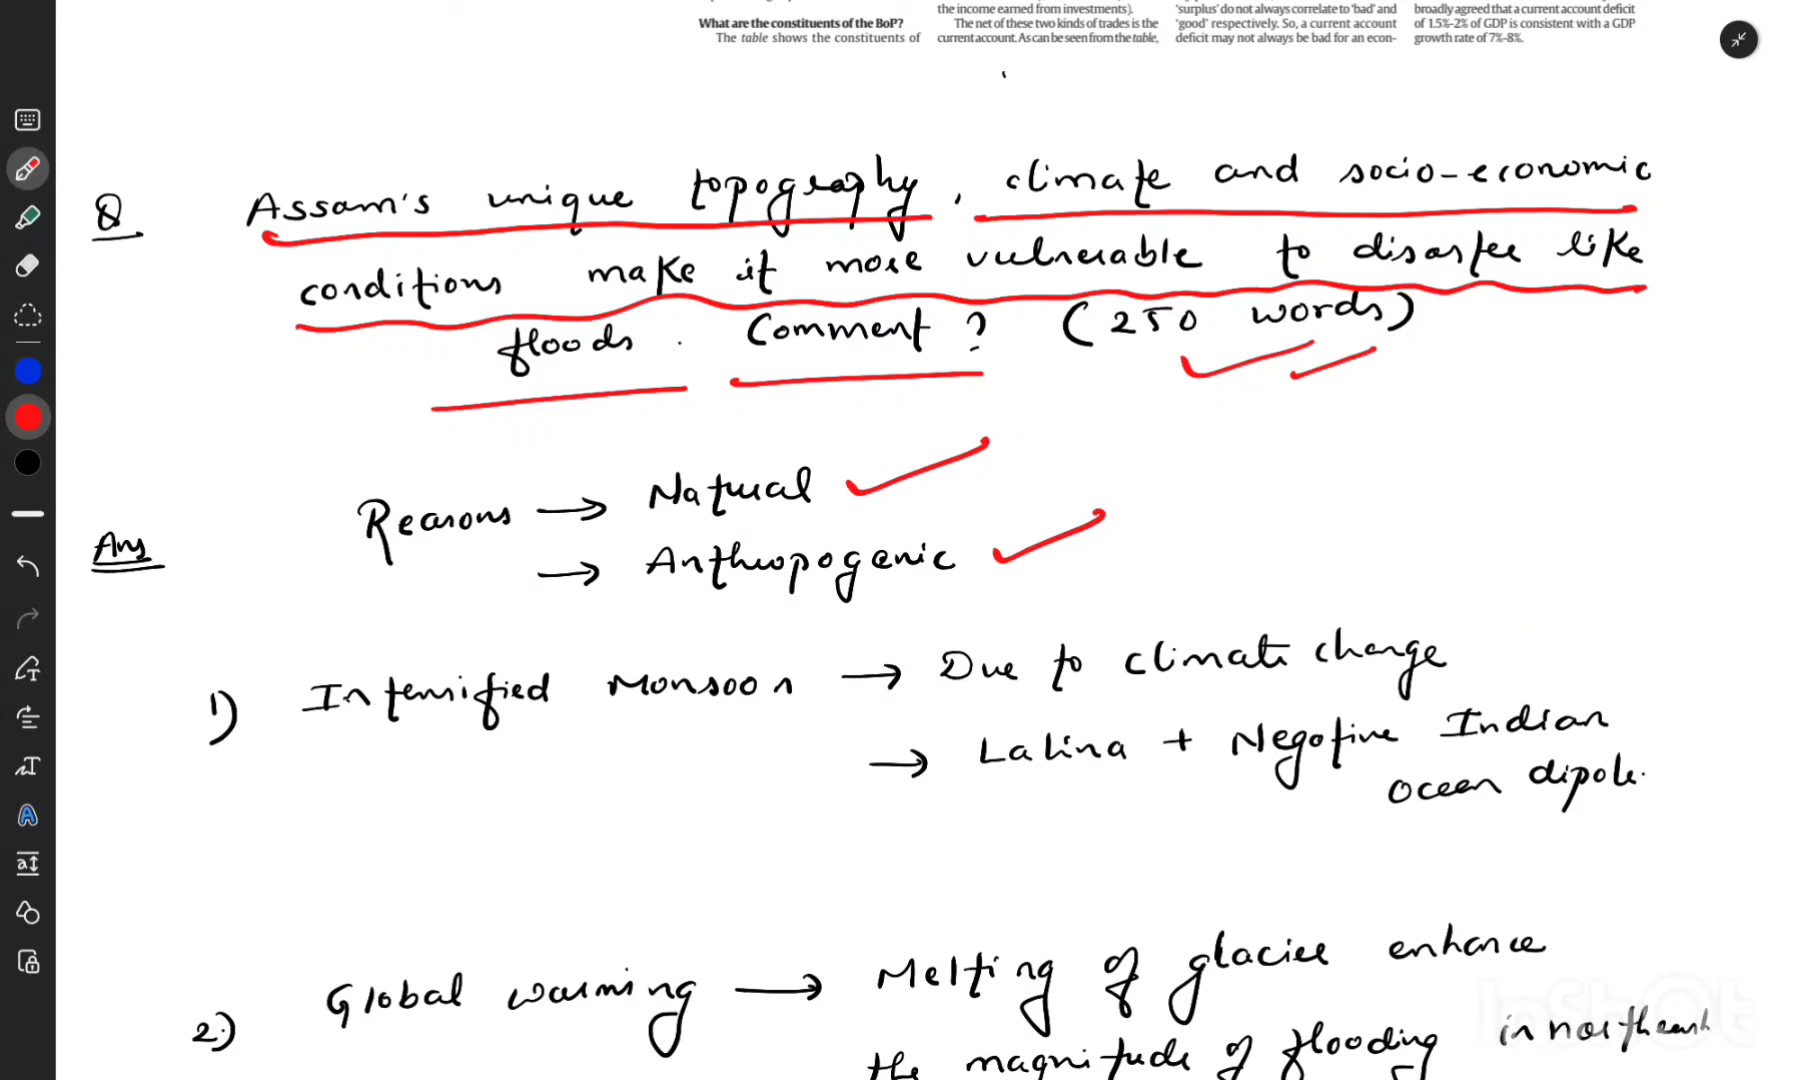 What are the constituents of the BoP?
The table shows the constituents of
the income earned from investments).
The net of these two kinds of trades is the
current account. As can be seen from the table,
'surplus' do not always correlate to 'bad' and
'good' respectively. So, a current account
deficit may not always be bad for an econ-
broadly agreed that a current account deficit
of 1.5%-2% of GDP is consistent with a GDP
growth rate of 7%-8%.
Q Assam's unique topography, climate and socio-economic
conditions make it more vulnerable to disaster like
floods. Comment? (250 words)
Ans Reasons → Natural
→ Anthropogenic
1) Intensified Monsoon → Due to climate change
→ Lalina + Negative Indian
Ocean dipole.
2) Global warming → Melting of glacier enhance
the magnitude of flooding in northeast
InShOt